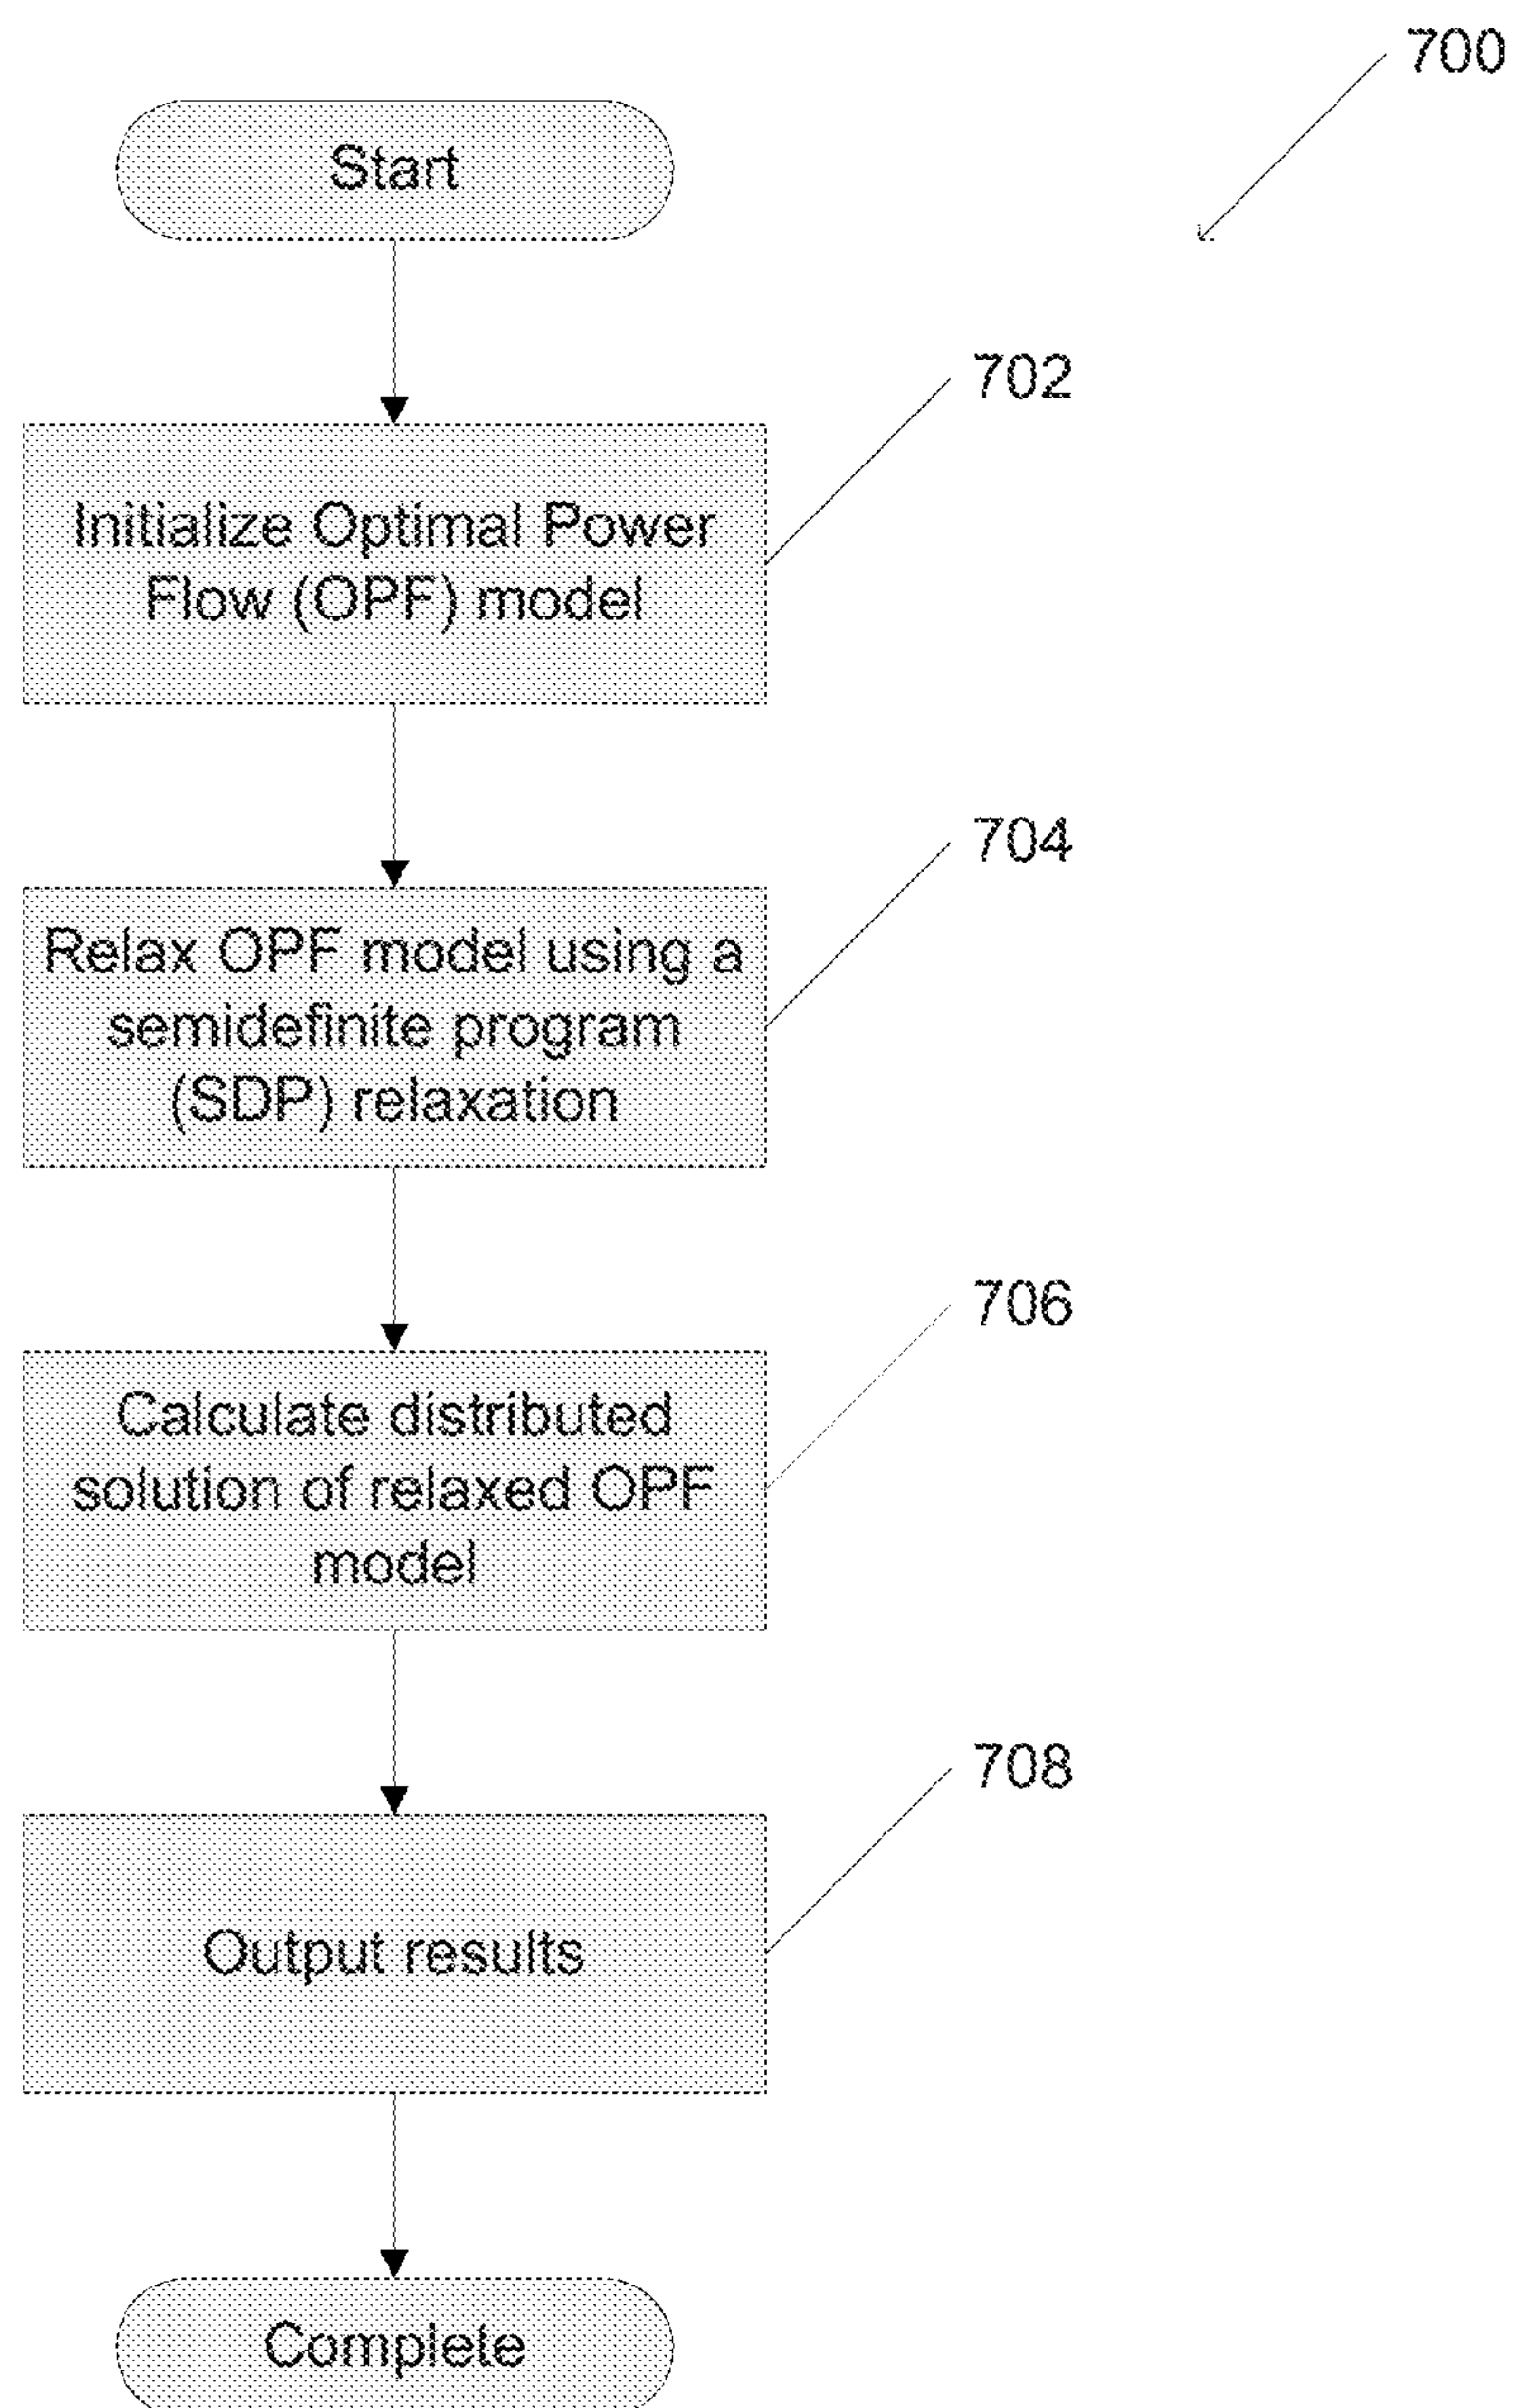 700
Start
702
Initialize Optimal Power
Flow (OPF) model
704
Relax OPF model using a
semidefinite program
(SDP) relaxation
706
Calculate distributed
solution of relaxed OPF
model
708
Output results
Complete